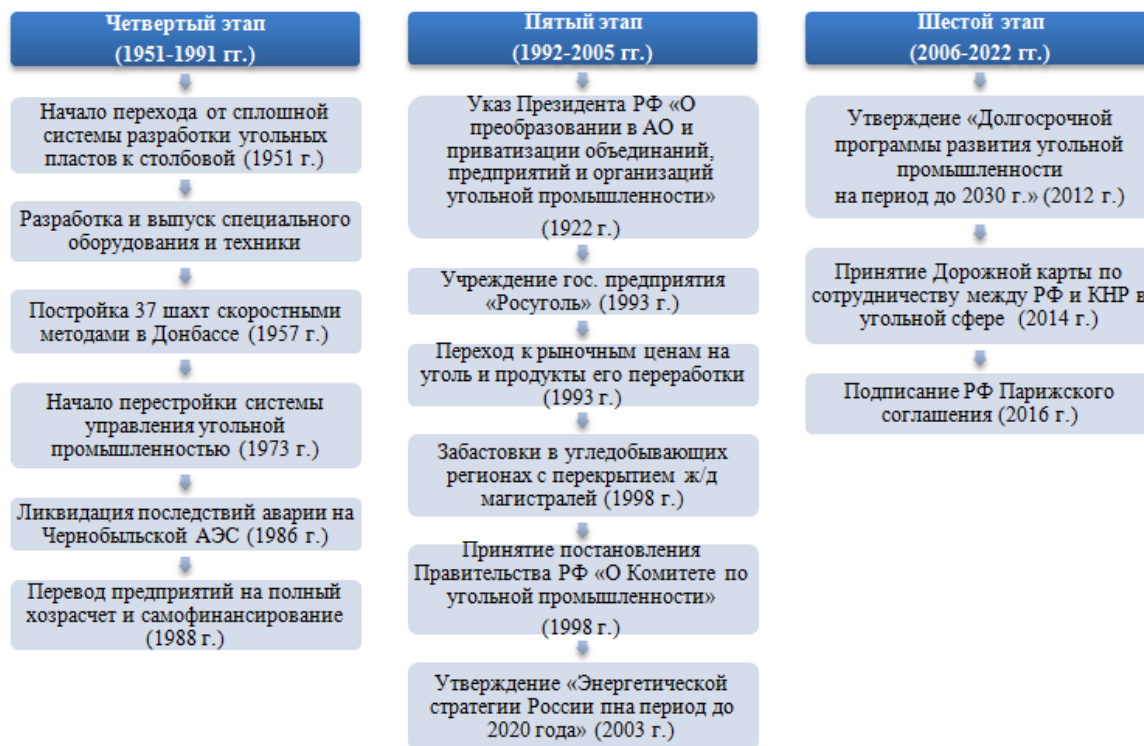 Четвертый этап
(1951-1991 гг.)
Начало перехода от сплошной
системы разработки угольных
пластов к столбовой (1951 г.)
Разработка и выпуск специального
оборудования и техники
Постройка 37 шахт скоростными
методами в Донбассе (1957 г.)
Начало перестройки системы
управления угольной
промышленностью (1973 г.)
Ликвидация последствий аварии на
Чернобыльской АЭС (1986 г.)
Перевод предприятий на полный
хозрасчет и самофинансирование
(1988 г.)
Пятый этап
(1992-2005 гг.)
Указ Президента РФ «О
преобразовании в АО и
приватизации объединаний,
предприятий и организаций
угольной промышленности»
(1922 г.)
Учреждение гос. предприятия
«Росуголь» (1993 г.)
Переход к рыночным ценам на
уголь и продукты его переработки
(1993 г.)
Забастовки в угледобывающих
регионах с перекрытием ж/д
магистралей (1998 г.)
Принятие постановления
Правительства РФ «О Комитете по
угольной промышленности»
(1998 г.)
Утверждение «Энергетической
стратегии России пна период до
2020 года» (2003 г.)
Шестой этап
(2006-2022 гг.)
Утверждеие «Долгосрочной
программы развития угольной
промышленности
на период до 2030 г.» (2012 г.)
Принятие Дорожной карты по
сотрудничеству между РФ и КНР в
угольной сфере (2014 г.)
Подписание РФ Парижского
соглашения (2016 г.)